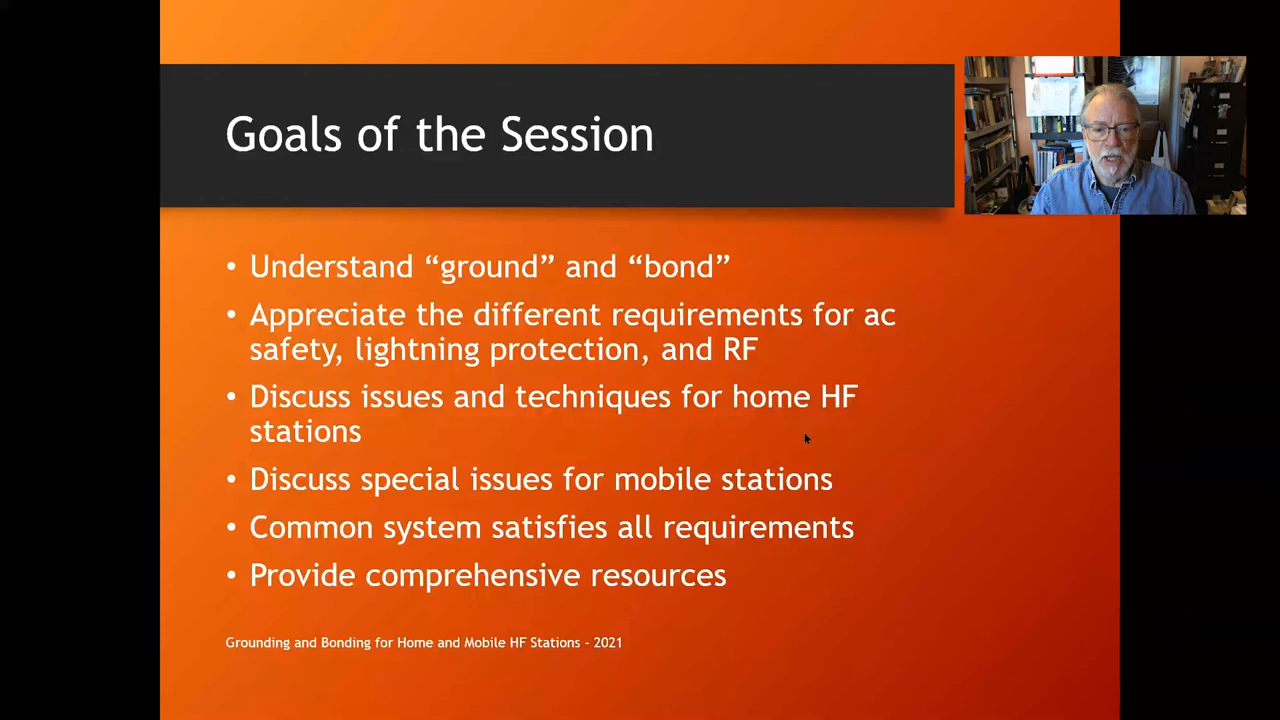 Goals of the Session
• Understand “ground” and “bond”
• Appreciate the different requirements for ac
safety, lightning protection, and RF
• Discuss issues and techniques for home HF
stations
• Discuss special issues for mobile stations
• Common system satisfies all requirements
• Provide comprehensive resources
Grounding and Bonding for Home and Mobile HF Stations - 2021